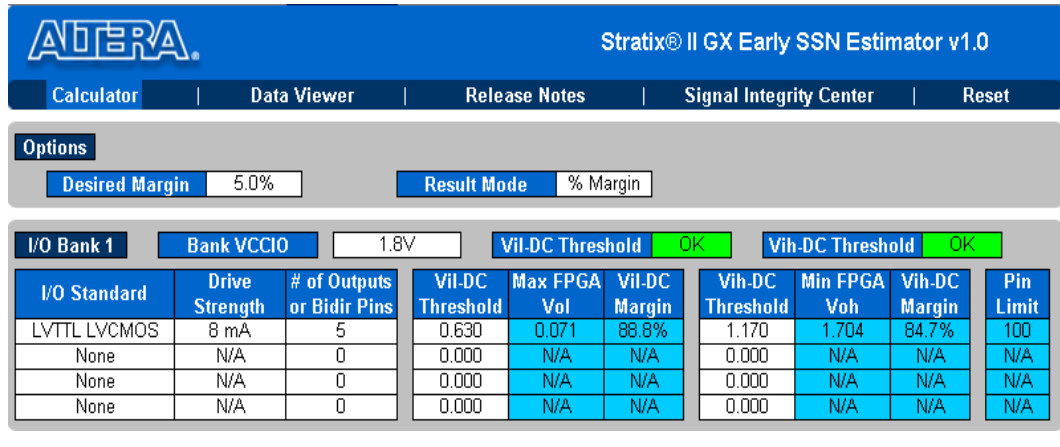 ALTERA.
Stratix® II GX Early SSN Estimator v1.0
Calculator | Data Viewer | Release Notes | Signal Integrity Center | Reset
Options
Desired Margin 5.0% Result Mode % Margin
I/O Bank 1 Bank VCCIO 1.8V Vil-DC Threshold OK Vih-DC Threshold OK
I/O Standard Drive Strength # of Outputs or Bidir Pins Vil-DC Threshold Max FPGA Vol Vil-DC Margin Vih-DC Threshold Min FPGA Voh Vih-DC Margin Pin Limit
LVTTL LVCMOS 8 mA 5 0.630 0.071 88.8% 1.170 1.704 84.7% 100
None N/A 0 0.000 N/A N/A 0.000 N/A N/A N/A
None N/A 0 0.000 N/A N/A 0.000 N/A N/A N/A
None N/A 0 0.000 N/A N/A 0.000 N/A N/A N/A